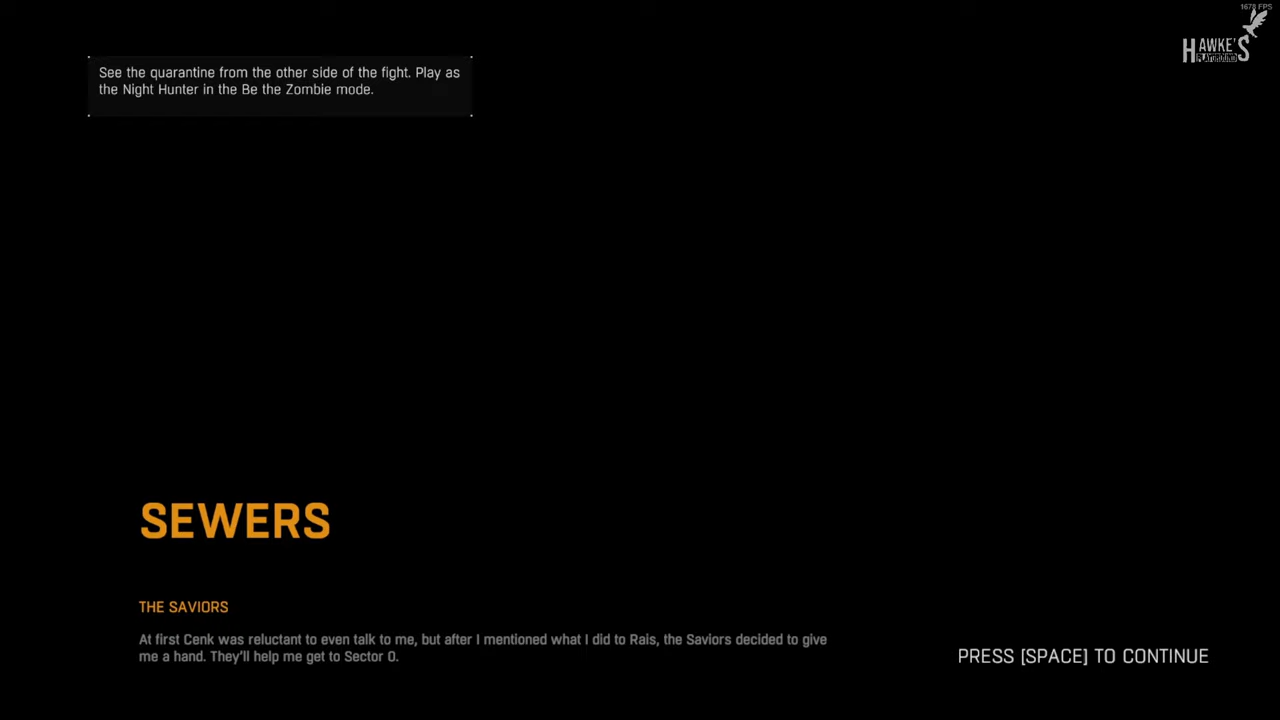 1678 FPS
HAWKE'S
PLAYGROUND
See the quarantine from the other side of the fight. Play as
the Night Hunter in the Be the Zombie mode.
SEWERS
THE SAVIORS
At first Cenk was reluctant to even talk to me, but after I mentioned what I did to Rais, the Saviors decided to give
me a hand. They'll help me get to Sector 0.
PRESS [SPACE] TO CONTINUE